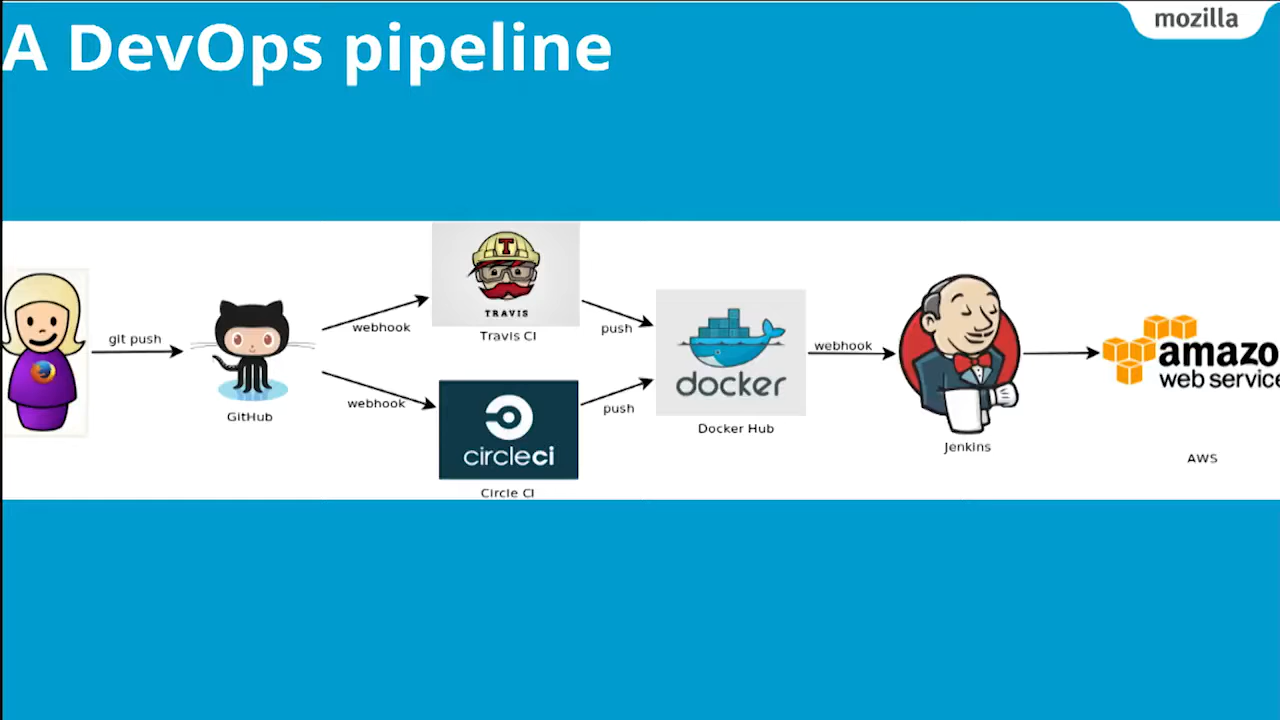 A DevOps pipeline
mozilla
git push
GitHub
webhook
webhook
T
TRAVIS
Travis CI
circleci
Circle CI
push
push
docker
Docker Hub
webhook
Jenkins
amazo
web service
AWS